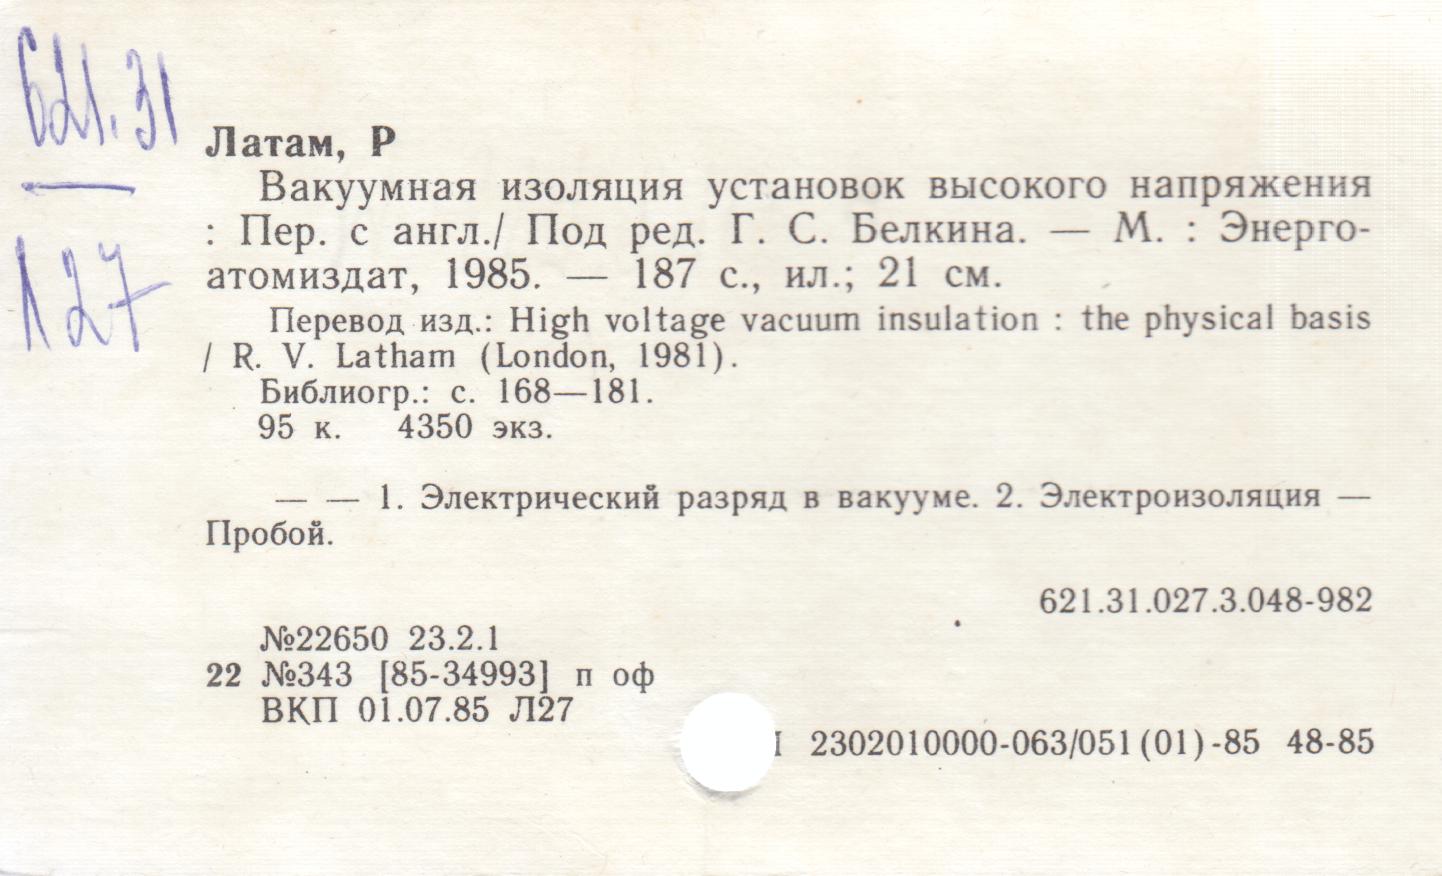 621.31
Л27
Латам, Р
Вакуумная изоляция установок высокого напряжения
: Пер. с англ./ Под ред. Г. С. Белкина. — М. : Энерго-
атомиздат, 1985. — 187 с., ил.; 21 см.
Перевод изд.: High voltage vacuum insulation : the physical basis
/ R. V. Latham (London, 1981).
Библиогр.: с. 168—181.
95 к. 4350 экз.
— — 1. Электрический разряд в вакууме. 2. Электроизоляция —
Пробой.
621.31.027.3.048-982
№22650 23.2.1
22 №343 [85-34993] п оф
ВКП 01.07.85 Л27
2302010000-063/051(01)-85 48-85